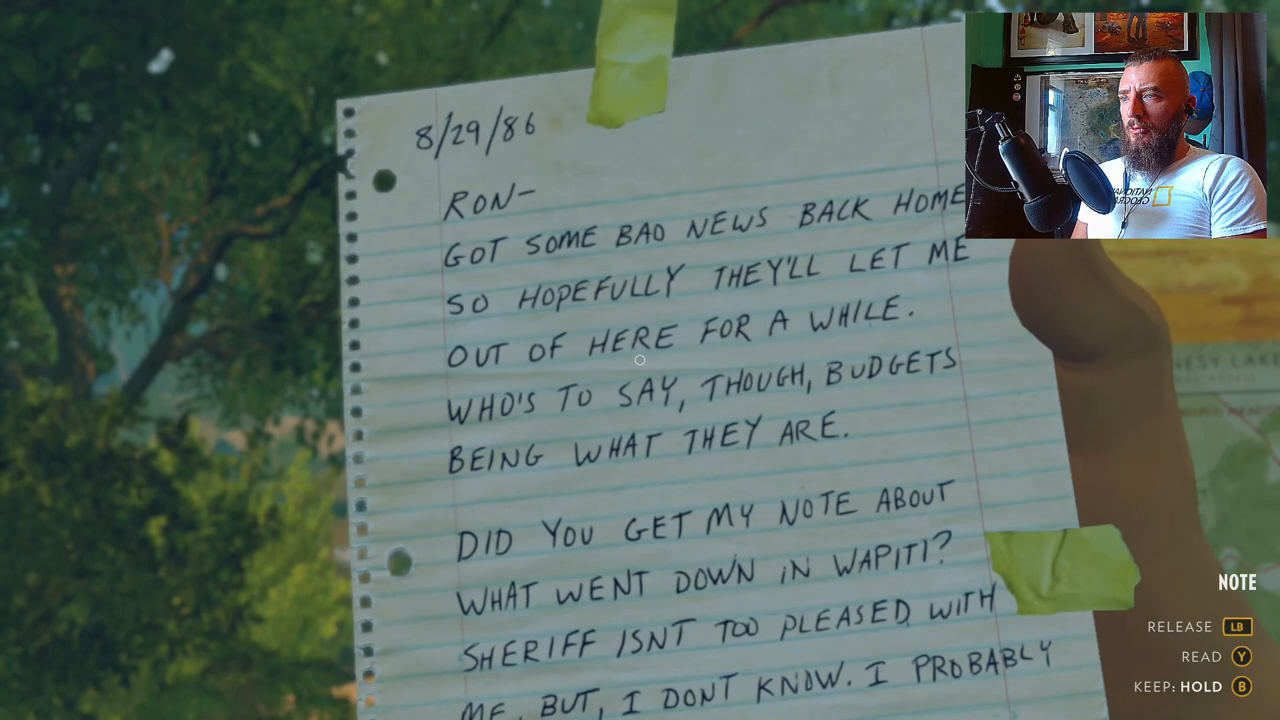 8/29/86
RON-
GOT SOME BAD NEWS BACK HOME
SO HOPEFULLY THEY'LL LET ME
OUT OF HERE FOR A WHILE.
WHO'S TO SAY, THOUGH, BUDGETS
BEING WHAT THEY ARE.
DID YOU GET MY NOTE ABOUT
WHAT WENT DOWN IN WAPITI?
SHERIFF ISNT TOO PLEASED WITH
ME, BUT, I DONT KNOW. I PROBABLY
NOTE
RELEASE LB
READ Y
KEEP: HOLD B